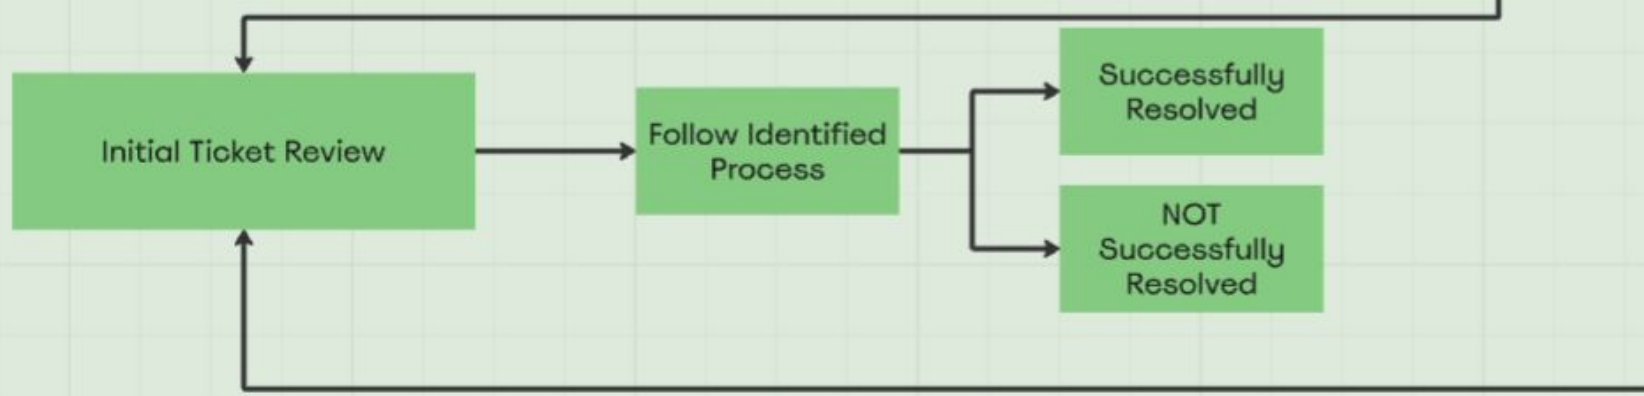 Initial Ticket Review
Follow Identified
Process
Successfully
Resolved
NOT
Successfully
Resolved